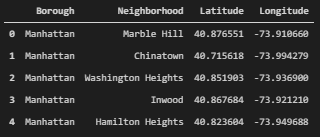 Borough Neighborhood Latitude Longitude
0 Manhattan Marble Hill 40.876551 -73.910660
1 Manhattan Chinatown 40.715618 -73.994279
2 Manhattan Washington Heights 40.851903 -73.936900
3 Manhattan Inwood 40.867684 -73.921210
4 Manhattan Hamilton Heights 40.823604 -73.949688